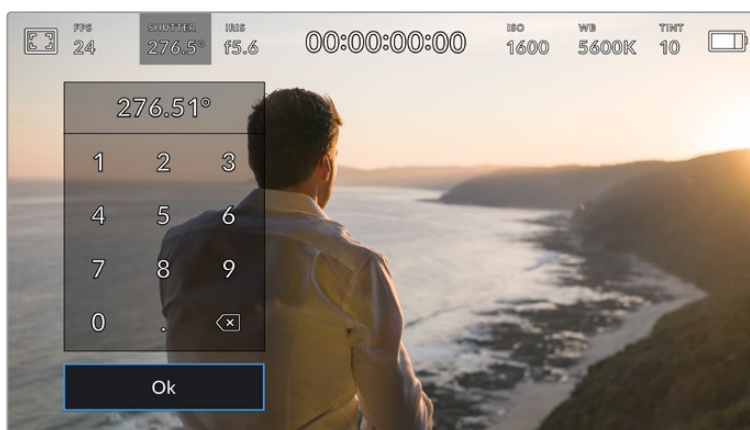 FPS SHUTTER IRIS ISO WB TINT
24 276.5° f5.6 00:00:00:00 1600 5600K 10
276.51°
1 2 3
4 5 6
7 8 9
0 .
Ok